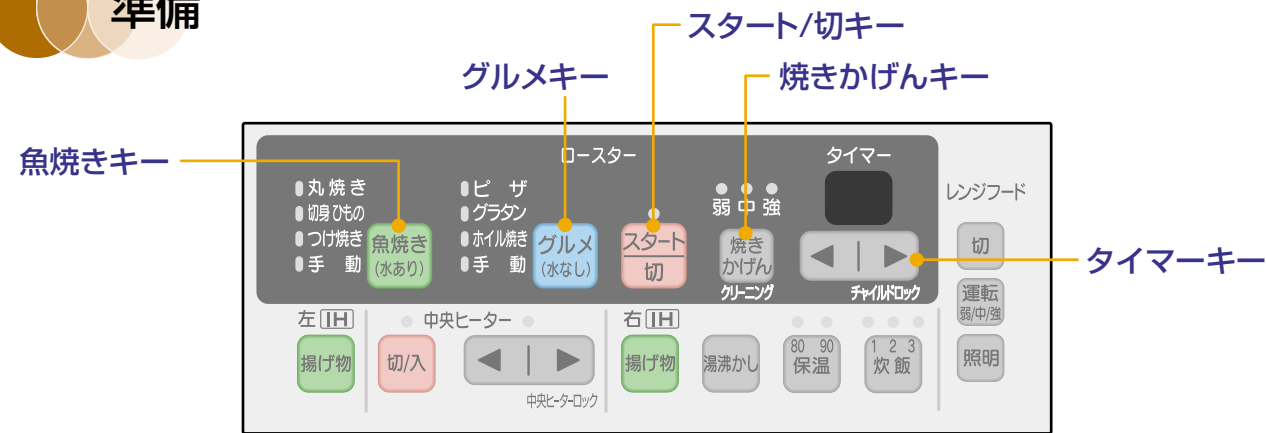 準備
スタート/切キー
グルメキー
焼きかげんキー
魚焼きキー
タイマーキー
ロースター
タイマー
丸焼き
切身ひもの
つけ焼き
手 動
魚焼き
(水あり)
ピ ザ
グラタン
ホイル焼き
手 動
グルメ
(水なし)
スタート
切
弱 中 強
焼き
かげん
クリーニング
◀ | ▶
チャイルドロック
レンジフード
切
運転
弱/中/強
照明
左 IH
揚げ物
中央ヒーター
切/入
◀ | ▶
中央ヒーターロック
右 IH
揚げ物
湯沸かし
80 90
保温
1 2 3
炊飯